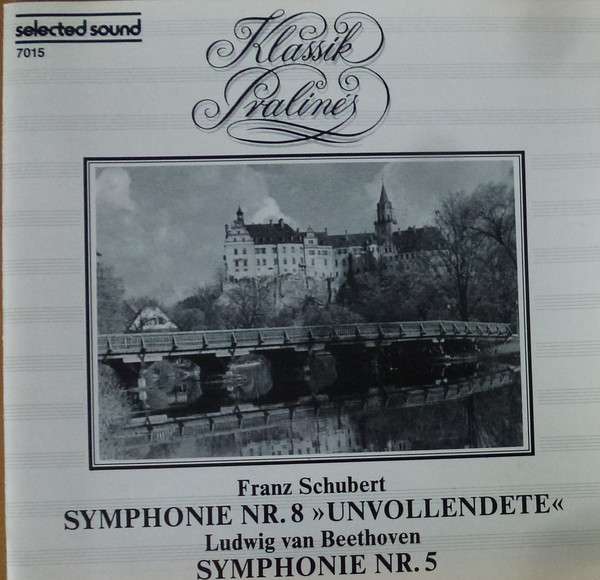 selected sound
7015
Klassik
Pralinés
Franz Schubert
SYMPHONIE NR. 8 »UNVOLLENDETE«
Ludwig van Beethoven
SYMPHONIE NR. 5